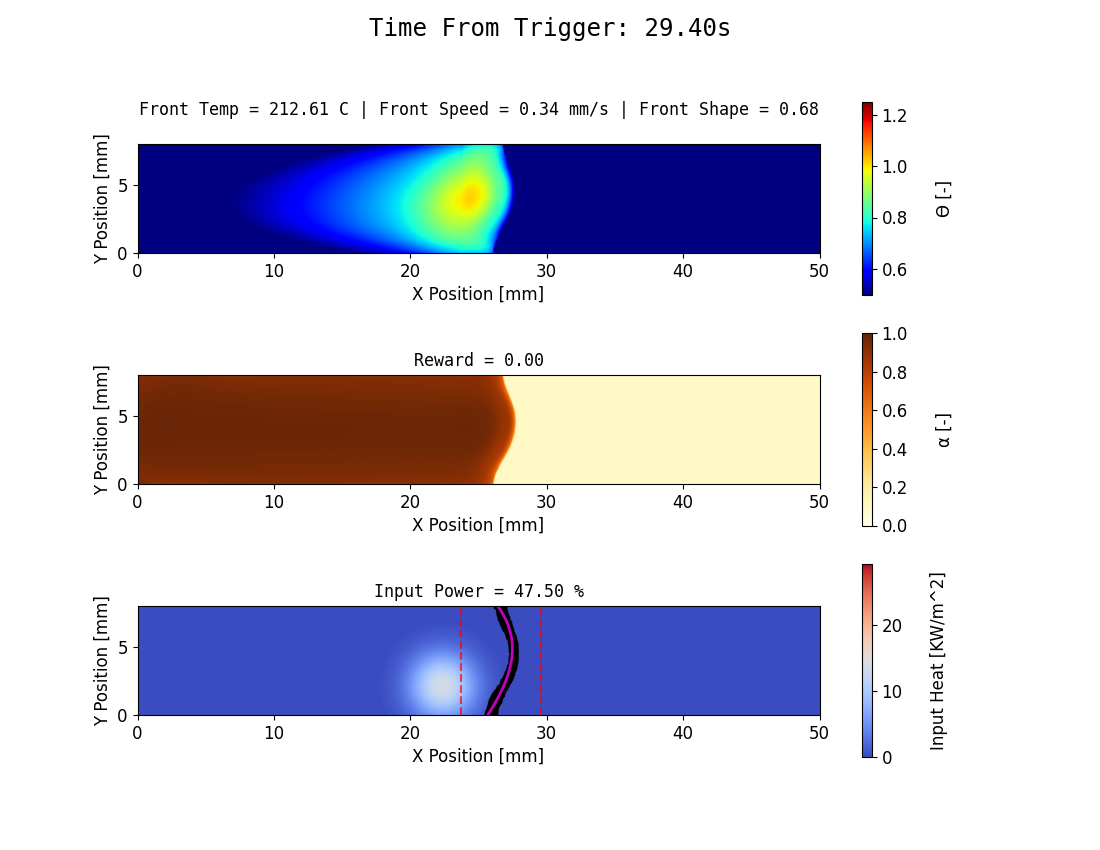 Time From Trigger: 29.40s
Front Temp = 212.61 C | Front Speed = 0.34 mm/s | Front Shape = 0.68
Y Position [mm]
5
0
0 10 20 30 40 50
X Position [mm]
1.2
1.0
0.8
0.6
Θ [-]
Reward = 0.00
Y Position [mm]
5
0
0 10 20 30 40 50
X Position [mm]
1.0
0.8
0.6
0.4
0.2
0.0
α [-]
Input Power = 47.50 %
Y Position [mm]
5
0
0 10 20 30 40 50
X Position [mm]
20
10
0
Input Heat [KW/m^2]